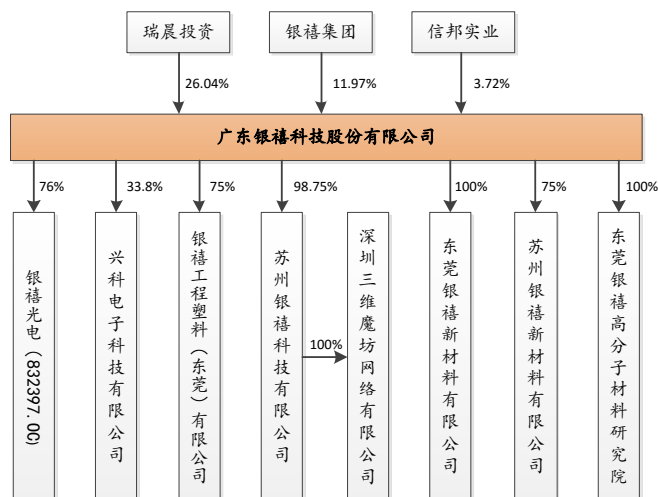 瑞晨投资
银禧集团
信邦实业
26.04%
11.97%
3.72%
广东银禧科技股份有限公司
76%
33.8%
75%
98.75%
100%
75%
100%
银禧光电（832397.OC)
兴科电子科技有限公司
银禧工程塑料（东莞）有限公司
苏州银禧科技有限公司
100%
深圳三维魔坊网络有限公司
东莞银禧新材料有限公司
苏州银禧新材料有限公司
东莞银禧高分子材料研究院